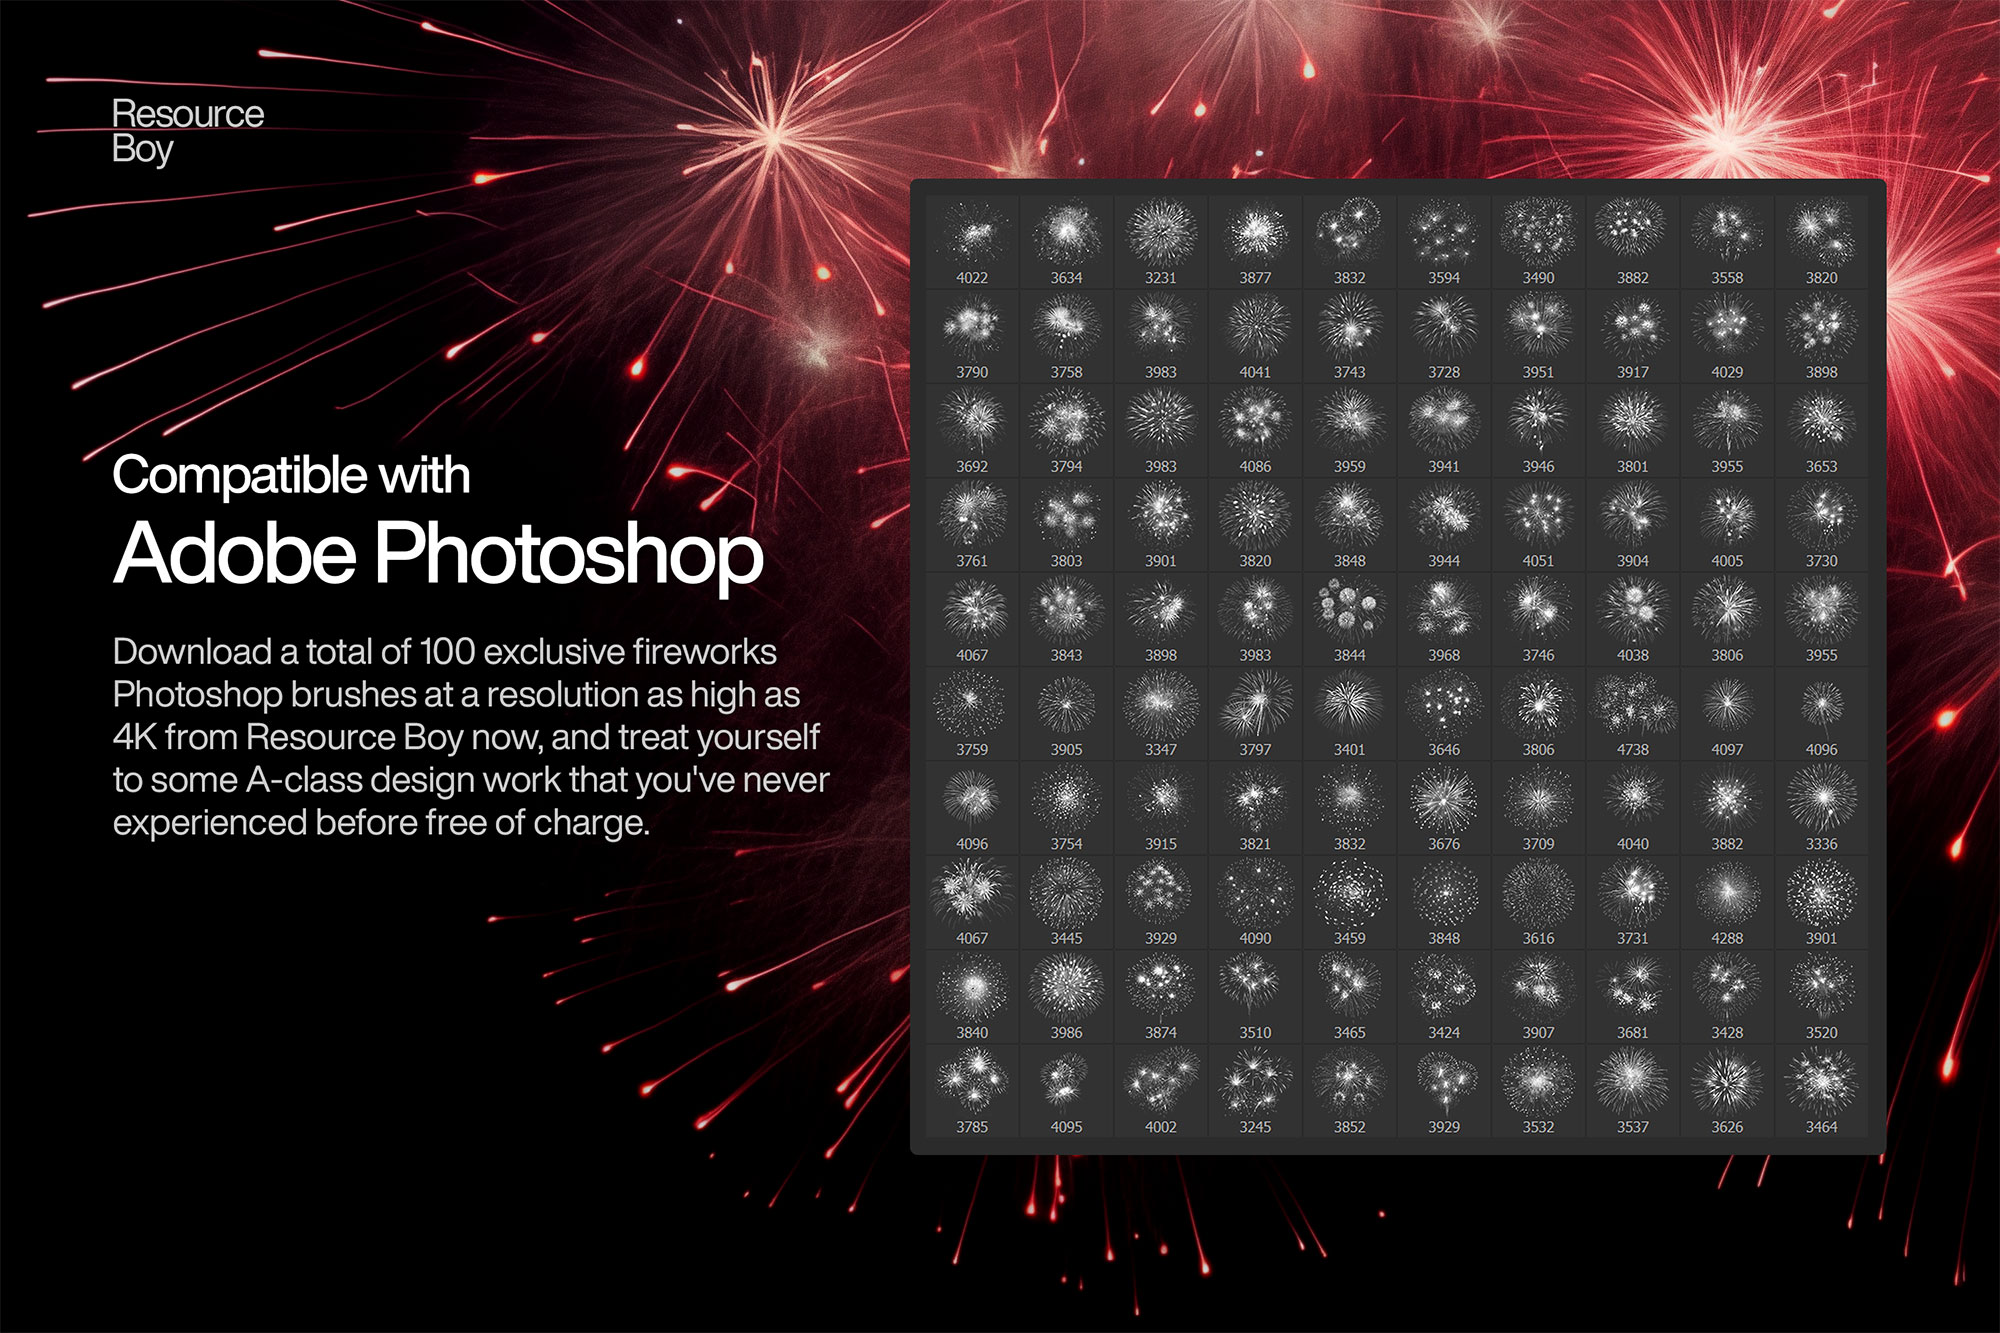 Resource
Boy
Compatible with
Adobe Photoshop
Download a total of 100 exclusive fireworks
Photoshop brushes at a resolution as high as
4K from Resource Boy now, and treat yourself
to some A-class design work that you've never
experienced before free of charge.
4022 3634 3231 3877 3832 3594 3490 3882 3558 3820
3790 3758 3983 4041 3743 3728 3951 3917 4029 3898
3692 3794 3983 4086 3959 3941 3946 3801 3955 3653
3761 3803 3901 3820 3848 3944 4051 3904 4005 3730
4067 3843 3898 3983 3844 3968 3746 4038 3806 3955
3759 3905 3347 3797 3401 3646 3806 4738 4097 4096
4096 3754 3915 3821 3832 3676 3709 4040 3882 3336
4067 3445 3929 4090 3459 3848 3616 3731 4288 3901
3840 3986 3874 3510 3465 3424 3907 3681 3428 3520
3785 4095 4002 3245 3852 3929 3532 3537 3626 3464